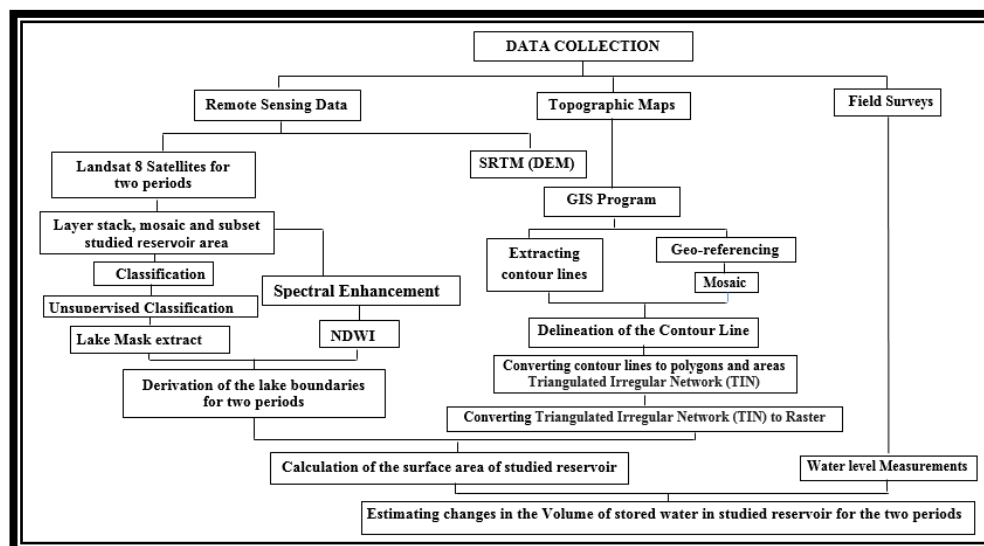 DATA COLLECTION
Remote Sensing Data
Topographic Maps
Field Surveys
Landsat 8 Satellites for
two periods
SRTM (DEM)
GIS Program
Layer stack, mosaic and subset
studied reservoir area
Extracting
contour lines
Geo-referencing
Classification
Mosaic
Spectral Enhancement
Unsupervised Classification
Lake Mask extract
NDWI
Delineation of the Contour Line
Converting contour lines to polygons and areas
Triangulated Irregular Network (TIN)
Derivation of the lake boundaries
for two periods
Converting Triangulated Irregular Network (TIN) to Raster
Calculation of the surface area of studied reservoir
Water level Measurements
Estimating changes in the Volume of stored water in studied reservoir for the two periods